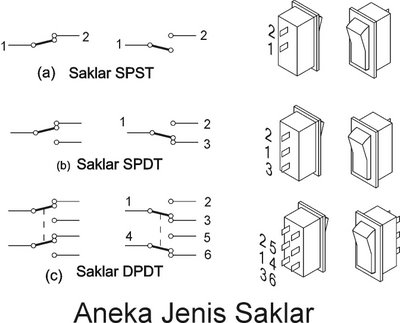 1 2 1 2 2
1
(a) Saklar SPST
1 2 2
3 1
3
(b) Saklar SPDT
1 2
3
4 5 2 5
6 1 4
3 6
(c) Saklar DPDT
Aneka Jenis Saklar